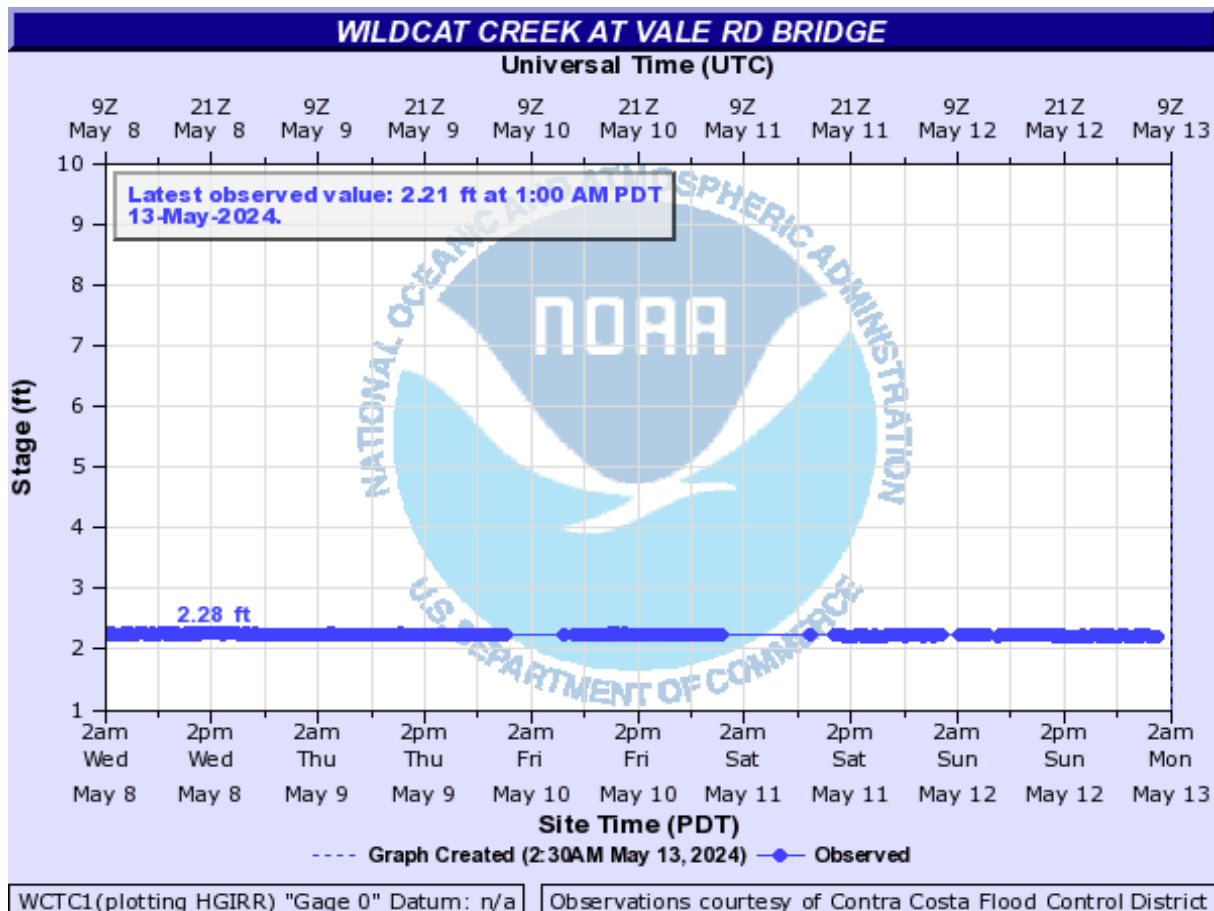 WILDCAT CREEK AT VALE RD BRIDGE
Universal Time (UTC)
9Z 21Z 9Z 21Z 9Z 21Z 9Z 21Z 9Z 21Z 9Z
May 8 May 8 May 9 May 9 May 10 May 10 May 11 May 11 May 12 May 12 May 13
Latest observed value: 2.21 ft at 1:00 AM PDT
13-May-2024.
NATIONAL OCEANIC AND ATMOSPHERIC ADMINISTRATION
NOAA
U.S. DEPARTMENT OF COMMERCE
Stage (ft)
10
9
8
7
6
5
4
3
2
1
2.28 ft
2am 2pm 2am 2pm 2am 2pm 2am 2pm 2am 2pm 2am
Wed Wed Thu Thu Fri Fri Sat Sat Sun Sun Mon
May 8 May 8 May 9 May 9 May 10 May 10 May 11 May 11 May 12 May 12 May 13
Site Time (PDT)
Graph Created (2:30AM May 13, 2024) Observed
WCTC1(plotting HGIRR) "Gage 0" Datum: n/a
Observations courtesy of Contra Costa Flood Control District